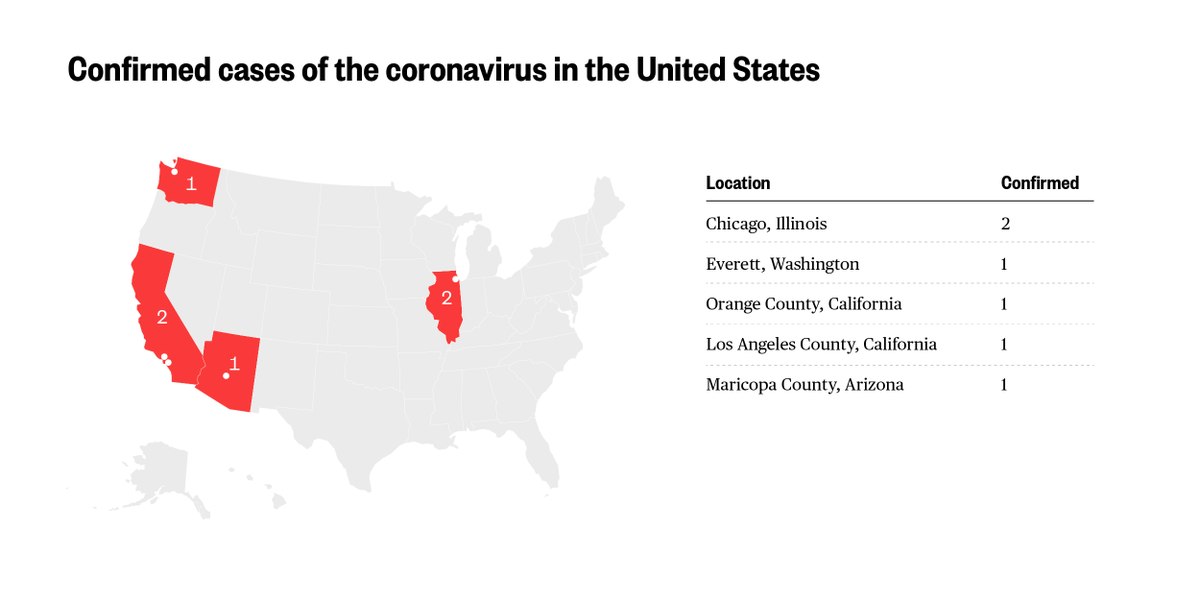 Confirmed cases of the coronavirus in the United States
1
2
1
2
Location Confirmed
Chicago, Illinois 2
Everett, Washington 1
Orange County, California 1
Los Angeles County, California 1
Maricopa County, Arizona 1